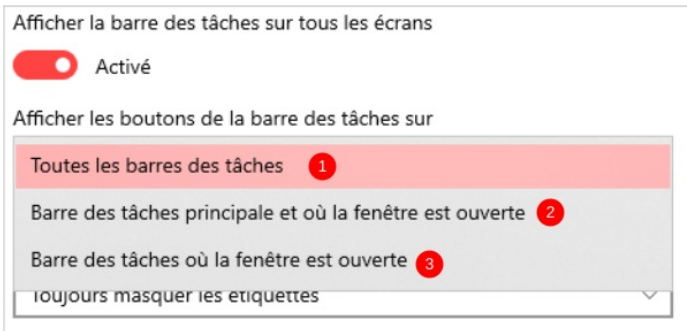 Afficher la barre des tâches sur tous les écrans
Activé
Afficher les boutons de la barre des tâches sur
Toutes les barres des tâches 1
Barre des tâches principale et où la fenêtre est ouverte 2
Barre des tâches où la fenêtre est ouverte 3
Toujours masquer les étiquettes